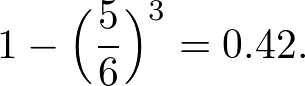 1 − (5/6)^3 = 0.42.